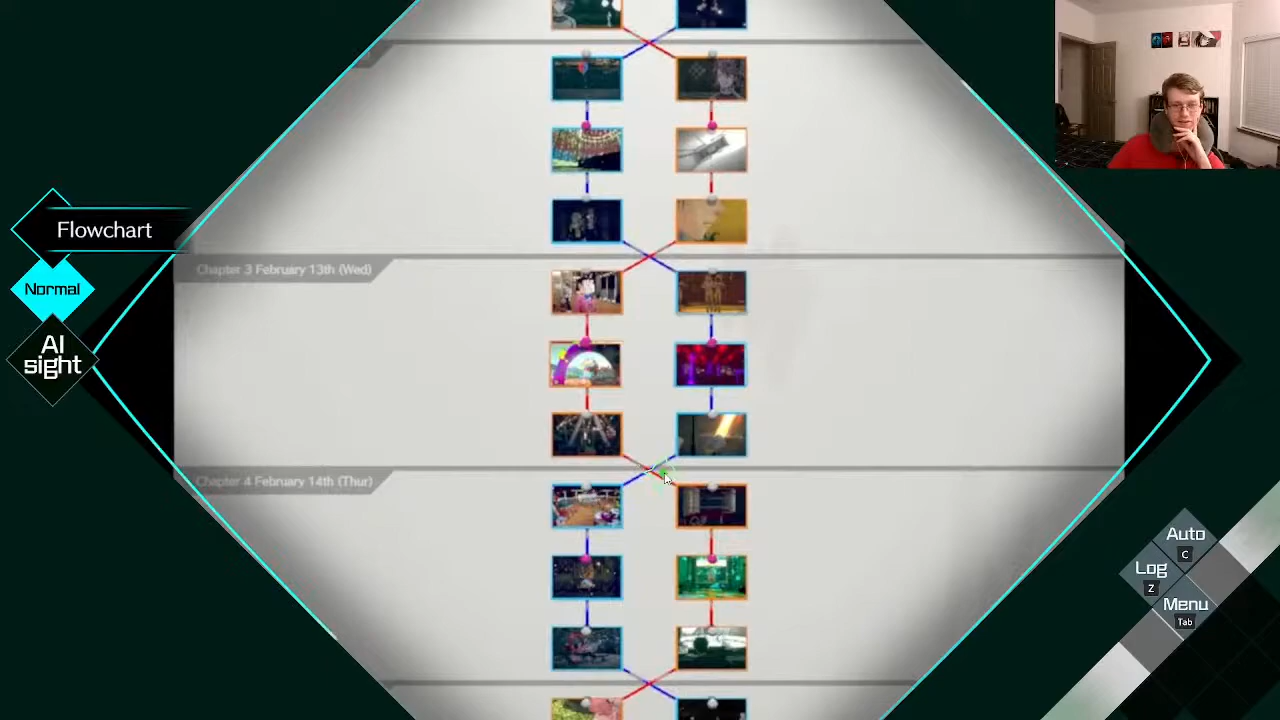 Flowchart
Normal
AI
sight
Chapter 3 February 13th (Wed)
Chapter 4 February 14th (Thur)
Auto
C
Log
Z
Menu
Tab